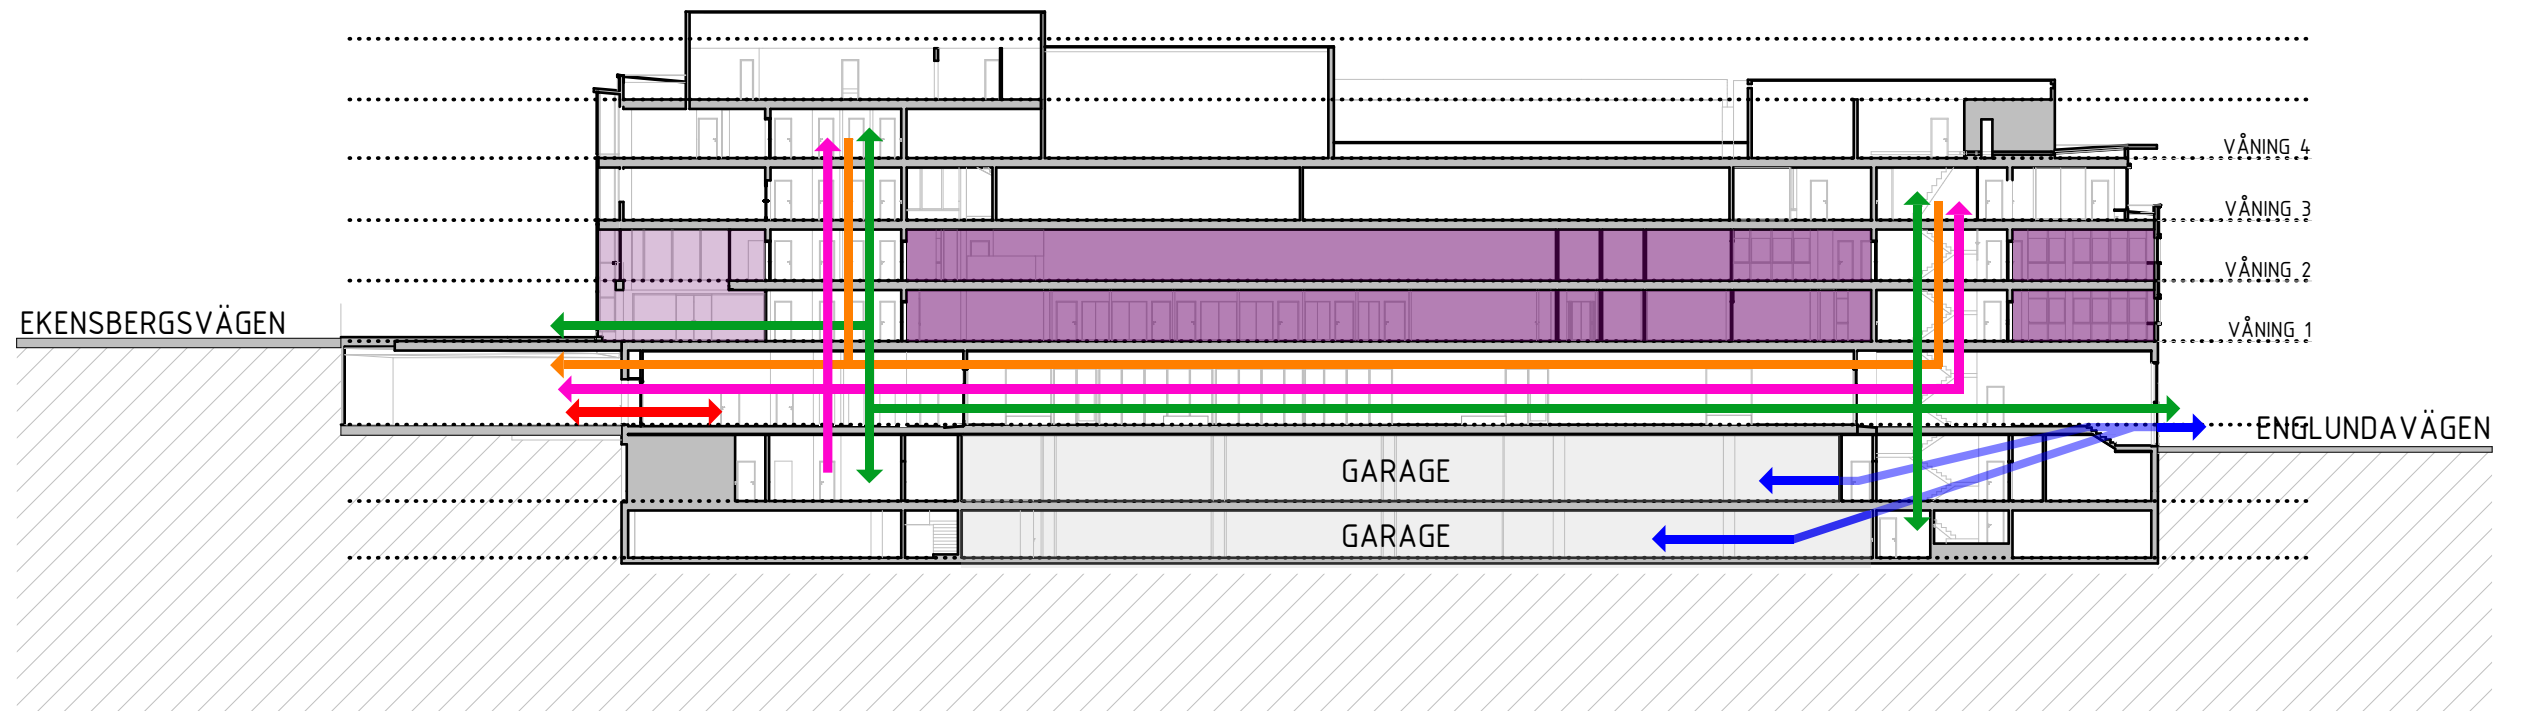 VÅNING 4
VÅNING 3
VÅNING 2
EKENSBERGSVÄGEN
VÅNING 1
ENGLUNDAVÄGEN
GARAGE
GARAGE